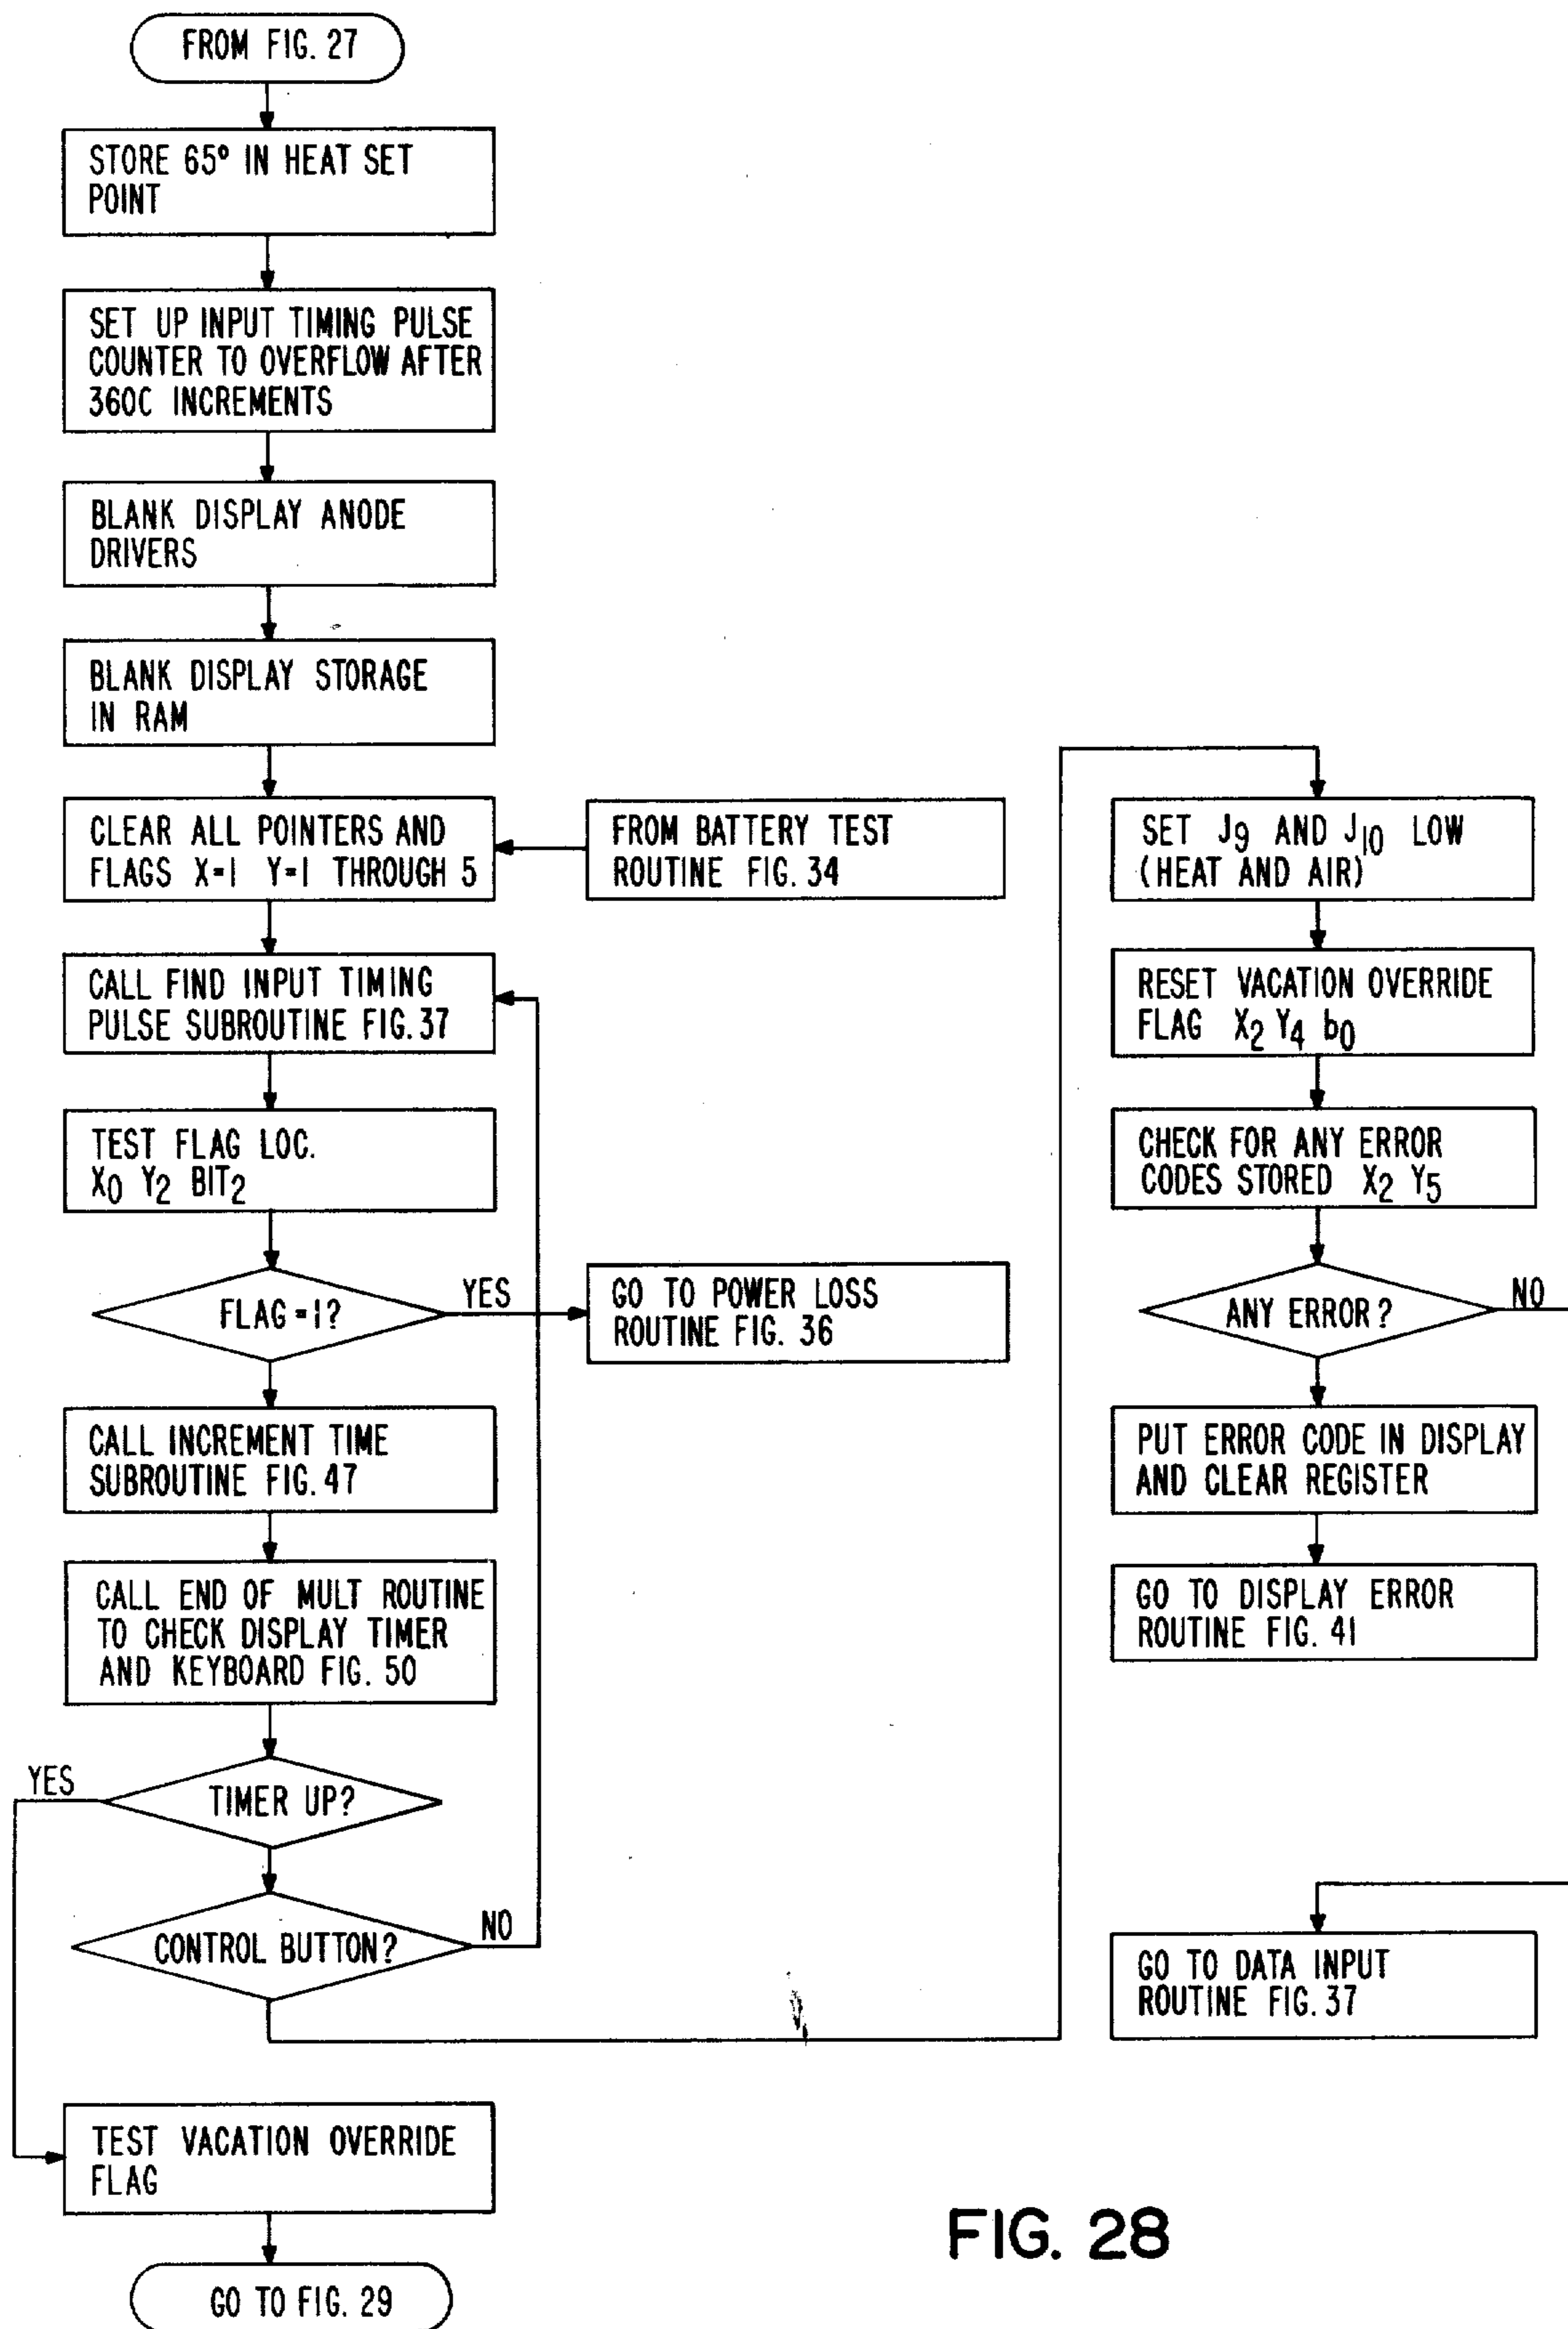 FROM FIG. 27
STORE 65° IN HEAT SET
POINT
SET UP INPUT TIMING PULSE
COUNTER TO OVERFLOW AFTER
360C INCREMENTS
BLANK DISPLAY ANODE
DRIVERS
BLANK DISPLAY STORAGE
IN RAM
CLEAR ALL POINTERS AND
FLAGS X=1 Y=1 THROUGH 5
FROM BATTERY TEST
ROUTINE FIG. 34
CALL FIND INPUT TIMING
PULSE SUBROUTINE FIG. 37
TEST FLAG LOC.
X0 Y2 BIT2
FLAG=1?
YES
GO TO POWER LOSS
ROUTINE FIG. 36
CALL INCREMENT TIME
SUBROUTINE FIG. 47
CALL END OF MULT ROUTINE
TO CHECK DISPLAY TIMER
AND KEYBOARD FIG. 50
YES
TIMER UP?
CONTROL BUTTON?
NO
TEST VACATION OVERRIDE
FLAG
GO TO FIG. 29
SET J9 AND J10 LOW
(HEAT AND AIR)
RESET VACATION OVERRIDE
FLAG X2 Y4 b0
CHECK FOR ANY ERROR
CODES STORED X2 Y5
ANY ERROR?
NO
PUT ERROR CODE IN DISPLAY
AND CLEAR REGISTER
GO TO DISPLAY ERROR
ROUTINE FIG. 41
GO TO DATA INPUT
ROUTINE FIG. 37
FIG. 28